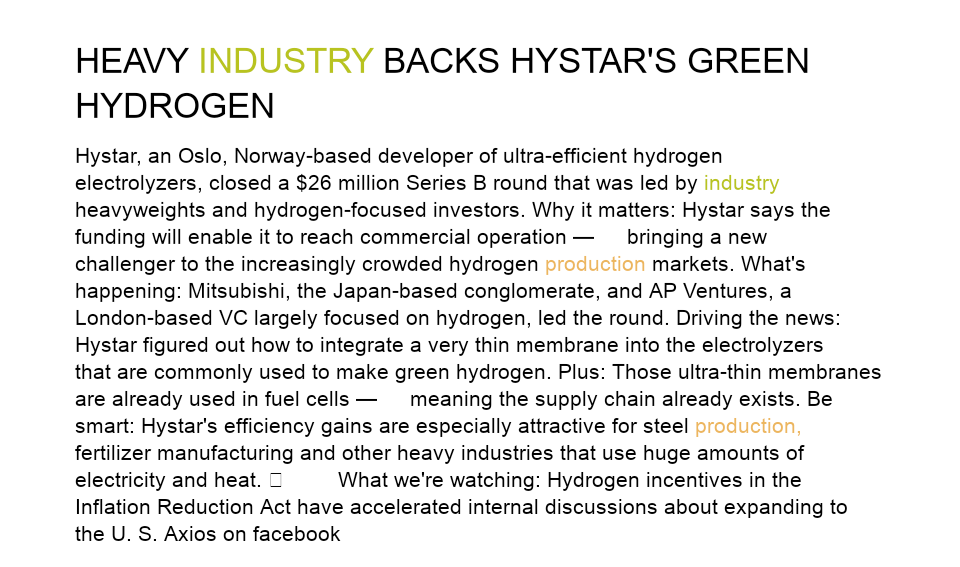 HEAVY INDUSTRY BACKS HYSTAR'S GREEN
HYDROGEN
Hystar, an Oslo, Norway-based developer of ultra-efficient hydrogen
electrolyzers, closed a $26 million Series B round that was led by industry
heavyweights and hydrogen-focused investors. Why it matters: Hystar says the
funding will enable it to reach commercial operation — bringing a new
challenger to the increasingly crowded hydrogen production markets. What's
happening: Mitsubishi, the Japan-based conglomerate, and AP Ventures, a
London-based VC largely focused on hydrogen, led the round. Driving the news:
Hystar figured out how to integrate a very thin membrane into the electrolyzers
that are commonly used to make green hydrogen. Plus: Those ultra-thin membranes
are already used in fuel cells — meaning the supply chain already exists. Be
smart: Hystar's efficiency gains are especially attractive for steel production,
fertilizer manufacturing and other heavy industries that use huge amounts of
electricity and heat. What we're watching: Hydrogen incentives in the
Inflation Reduction Act have accelerated internal discussions about expanding to
the U. S. Axios on facebook